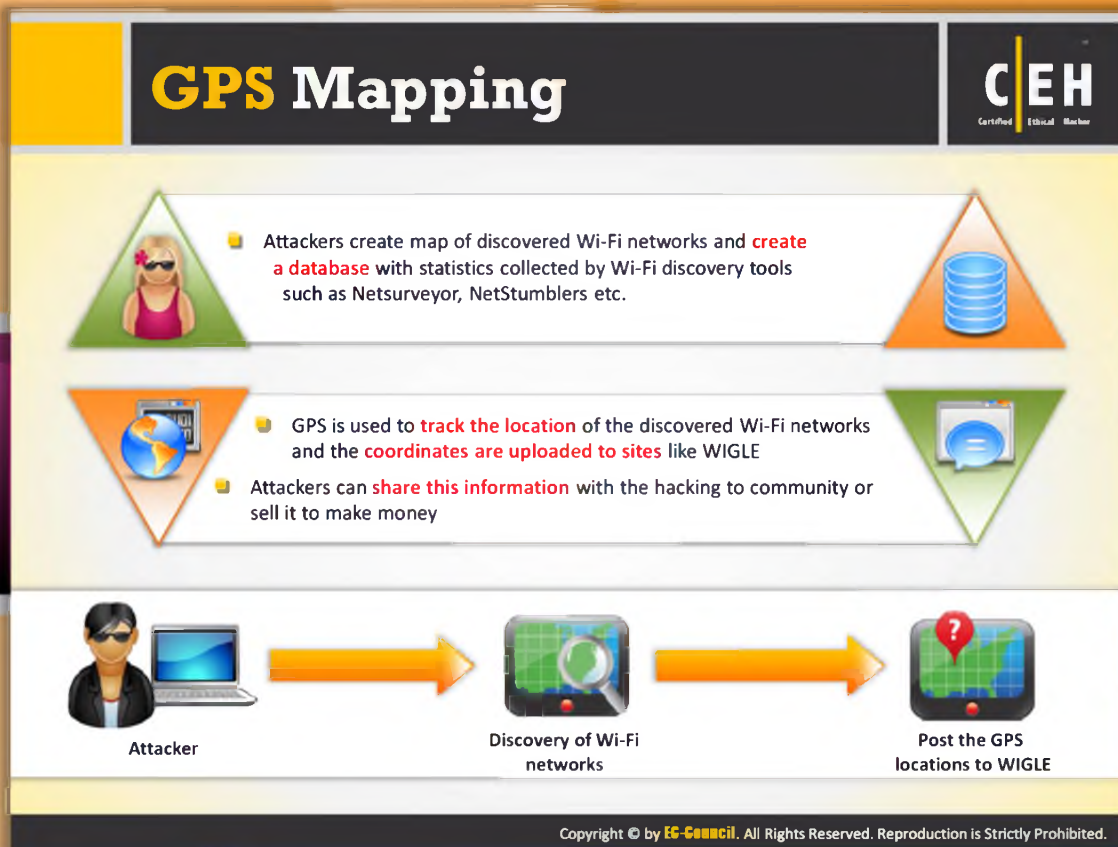 GPS Mapping
C EH
Certified Ethical Hacker
Attackers create map of discovered Wi-Fi networks and create
a database with statistics collected by Wi-Fi discovery tools
such as Netsurveyor, NetStumblers etc.
GPS is used to track the location of the discovered Wi-Fi networks
and the coordinates are uploaded to sites like WIGLE
Attackers can share this information with the hacking to community or
sell it to make money
Attacker
Discovery of Wi-Fi
networks
Post the GPS
locations to WIGLE
?
Copyright © by EC-Council. All Rights Reserved. Reproduction is Strictly Prohibited.